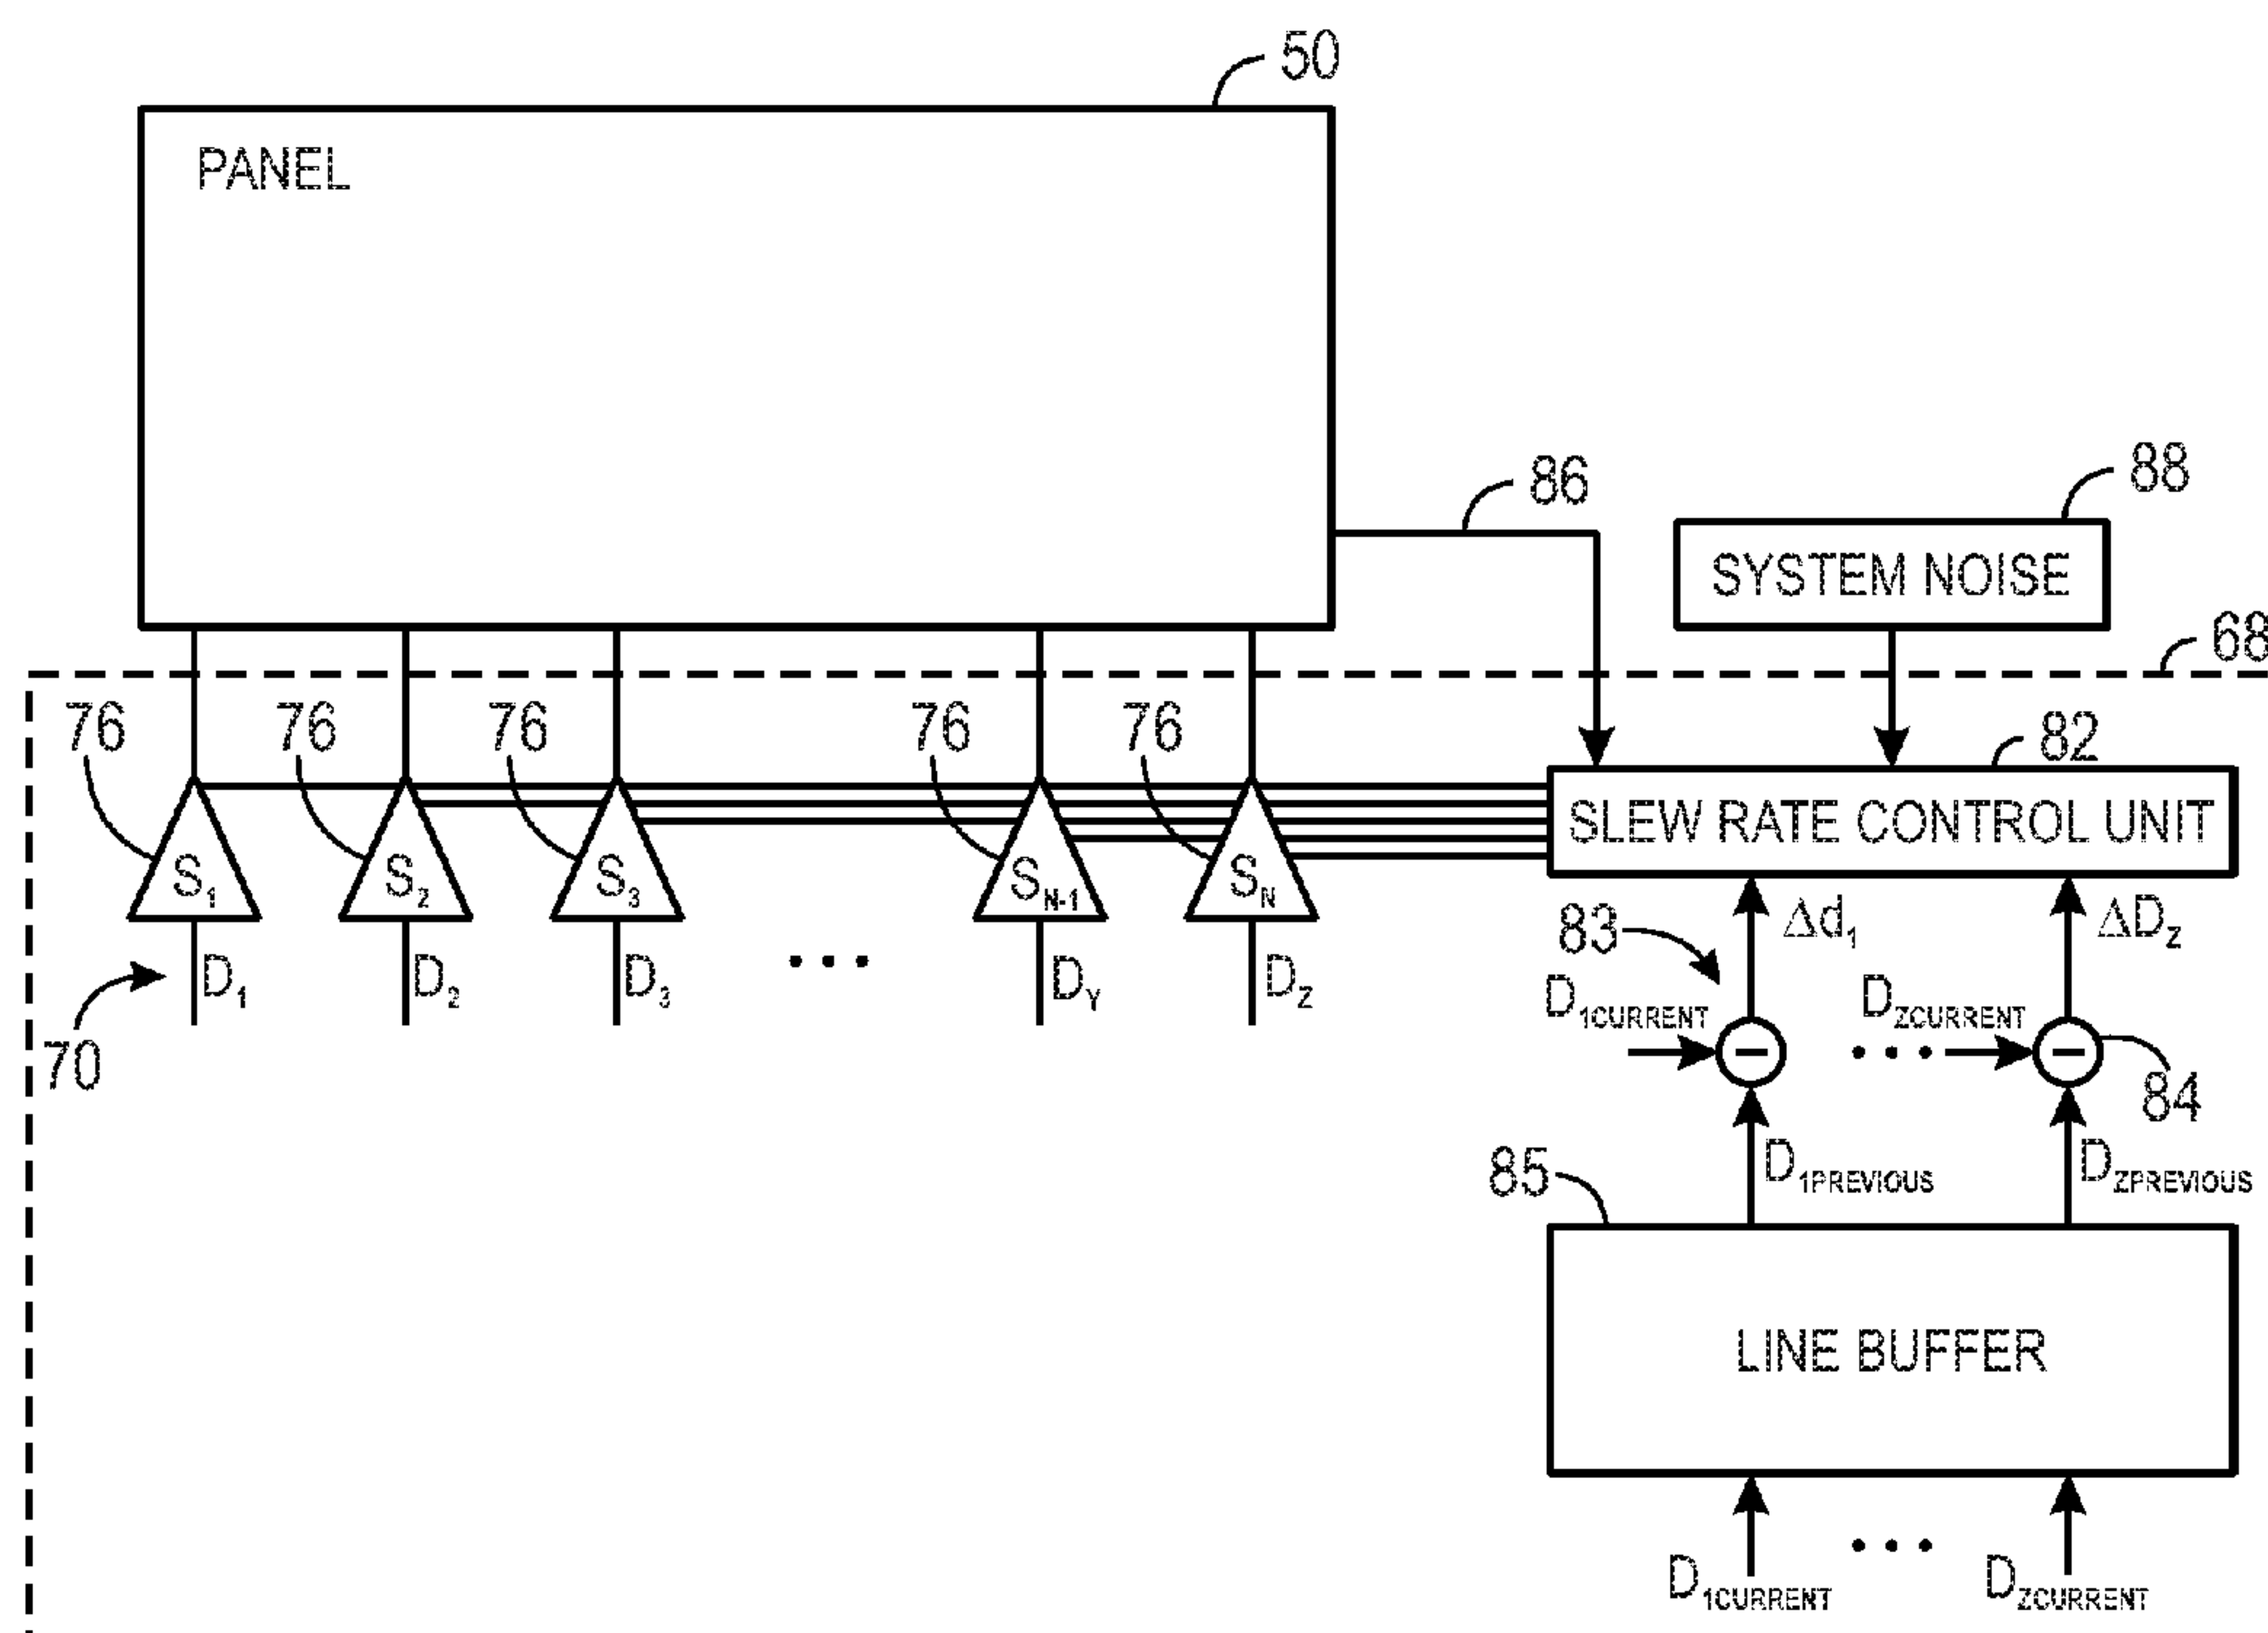 50
PANEL
86
88
SYSTEM NOISE
68
76
76
76
76
76
82
SLEW RATE CONTROL UNIT
S1
S2
S3
SN-1
SN
83
Δd1
ΔDZ
70
D1
D2
D3
...
DY
DZ
D1CURRENT
DZCURRENT
−
...
−
84
85
D1PREVIOUS
DZPREVIOUS
LINE BUFFER
...
D1CURRENT
DZCURRENT